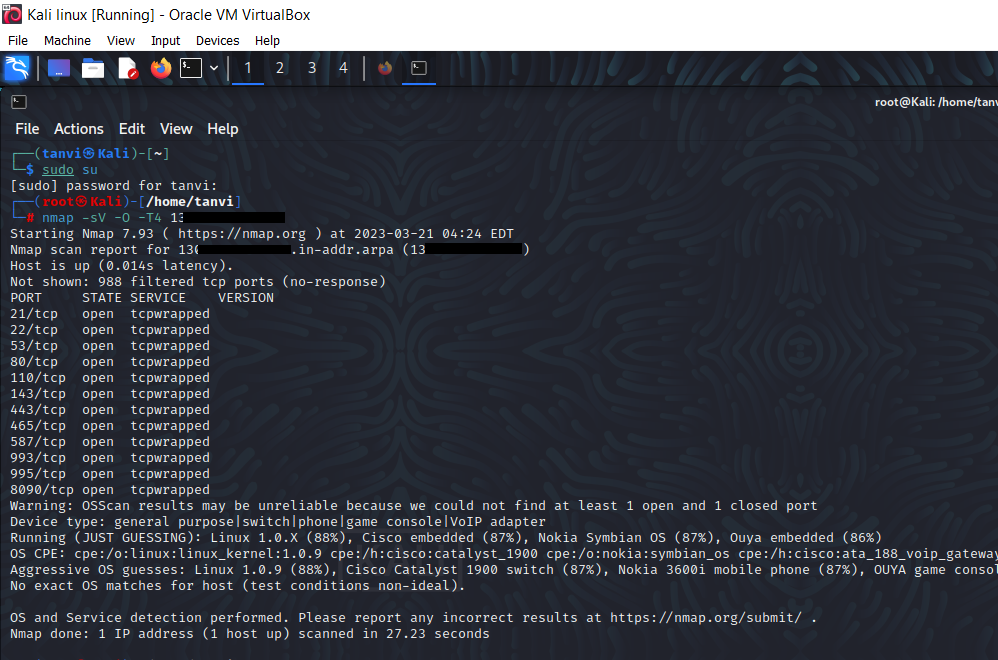 Kali linux [Running] - Oracle VM VirtualBox
File Machine View Input Devices Help
1 2 3 4
root@Kali: /home/tanv
File Actions Edit View Help
┌──(tanvi㉿Kali)-[~]
└─$ sudo su
[sudo] password for tanvi:
┌──(root㉿Kali)-[/home/tanvi]
└─# nmap -sV -O -T4 13
Starting Nmap 7.93 ( https://nmap.org ) at 2023-03-21 04:24 EDT
Nmap scan report for 130 .in-addr.arpa (13 )
Host is up (0.014s latency).
Not shown: 988 filtered tcp ports (no-response)
PORT STATE SERVICE VERSION
21/tcp open tcpwrapped
22/tcp open tcpwrapped
53/tcp open tcpwrapped
80/tcp open tcpwrapped
110/tcp open tcpwrapped
143/tcp open tcpwrapped
443/tcp open tcpwrapped
465/tcp open tcpwrapped
587/tcp open tcpwrapped
993/tcp open tcpwrapped
995/tcp open tcpwrapped
8090/tcp open tcpwrapped
Warning: OSScan results may be unreliable because we could not find at least 1 open and 1 closed port
Device type: general purpose|switch|phone|game console|VoIP adapter
Running (JUST GUESSING): Linux 1.0.X (88%), Cisco embedded (87%), Nokia Symbian OS (87%), Ouya embedded (86%)
OS CPE: cpe:/o:linux:linux_kernel:1.0.9 cpe:/h:cisco:catalyst_1900 cpe:/o:nokia:symbian_os cpe:/h:cisco:ata_188_voip_gateway
Aggressive OS guesses: Linux 1.0.9 (88%), Cisco Catalyst 1900 switch (87%), Nokia 3600i mobile phone (87%), OUYA game consol
No exact OS matches for host (test conditions non-ideal).
OS and Service detection performed. Please report any incorrect results at https://nmap.org/submit/ .
Nmap done: 1 IP address (1 host up) scanned in 27.23 seconds